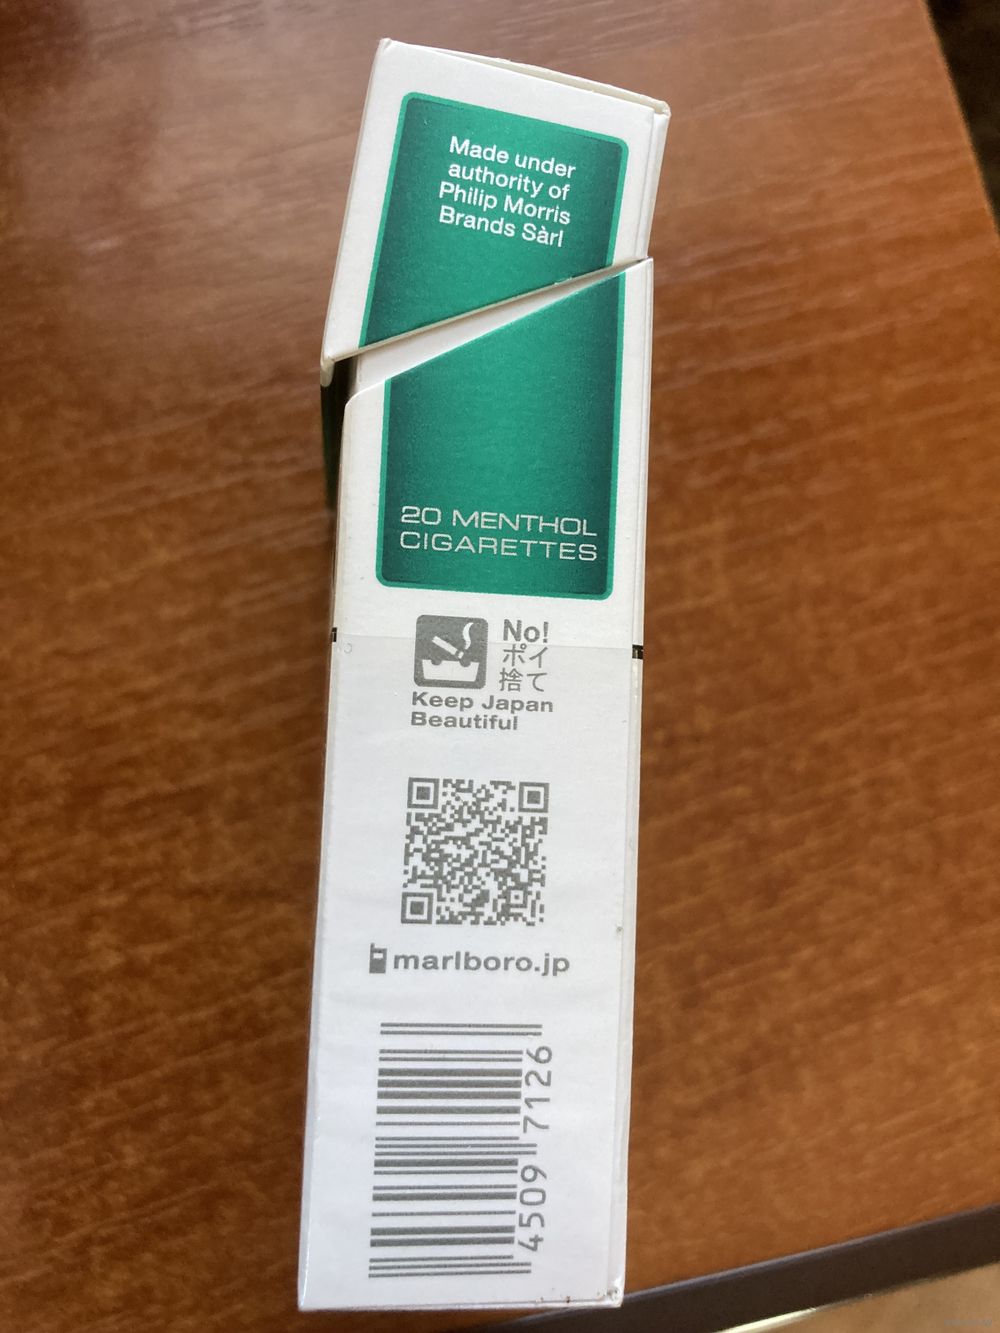 Made under
authority of
Philip Morris
Brands Sàrl
20 MENTHOL
CIGARETTES
No!
ポイ
捨て
Keep Japan
Beautiful
marlboro.jp
4509 7126